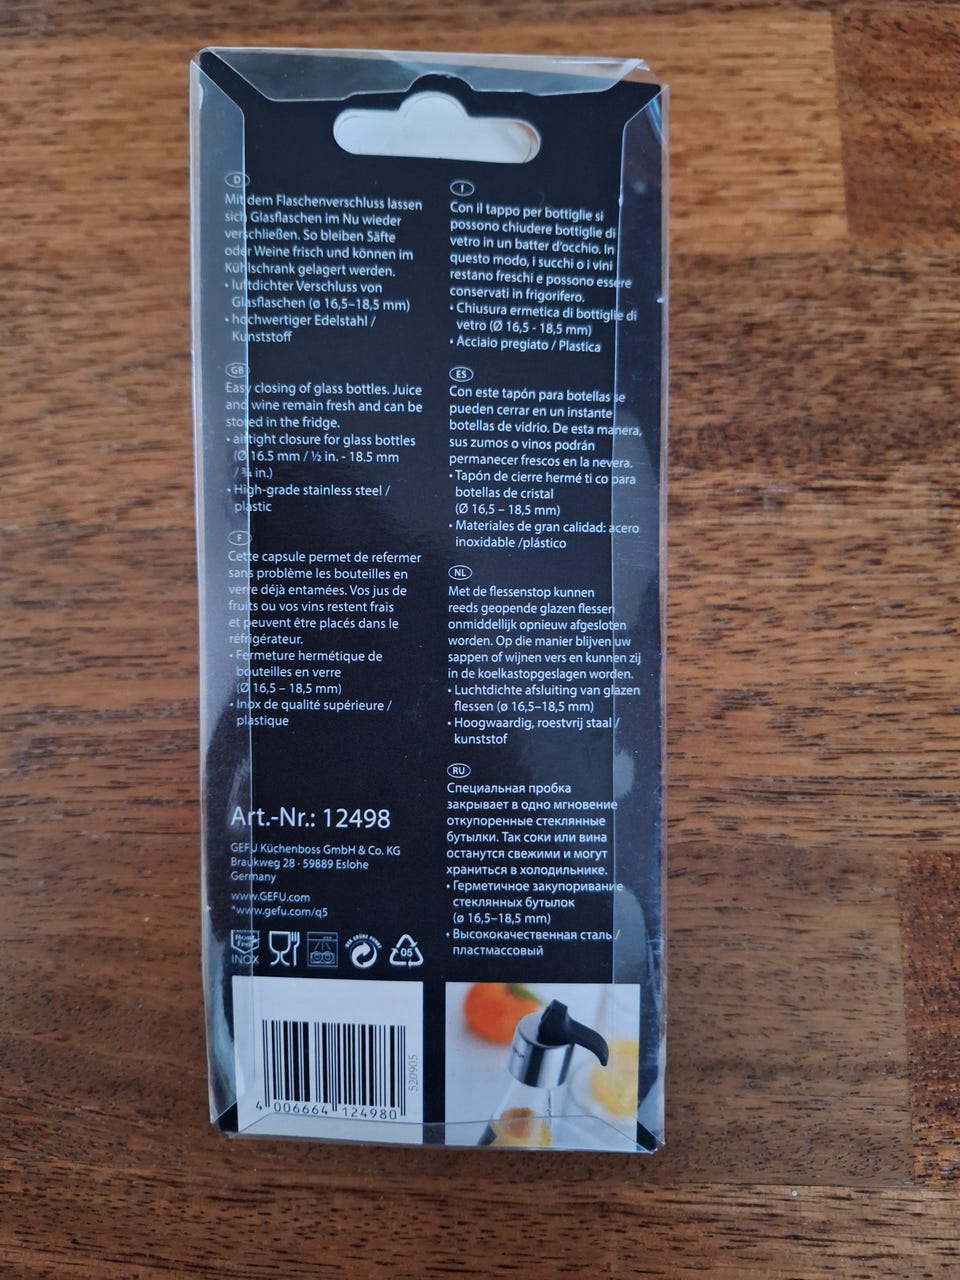 D
Mit dem Flaschenverschluss lassen
sich Glasflaschen im Nu wieder
verschließen. So bleiben Säfte
oder Weine frisch und können im
Kühlschrank gelagert werden.
• luftdichter Verschluss von
Glasflaschen (ø 16,5–18,5 mm)
• hochwertiger Edelstahl /
Kunststoff
GB
Easy closing of glass bottles. Juice
and wine remain fresh and can be
stored in the fridge.
• airtight closure for glass bottles
(Ø 16.5 mm / ½ in. - 18.5 mm
/ ¾ in.)
• High-grade stainless steel /
plastic
F
Cette capsule permet de refermer
sans problème les bouteilles en
verre déjà entamées. Vos jus de
fruits ou vos vins restent frais
et peuvent être placés dans le
réfrigérateur.
• Fermeture hermétique de
bouteilles en verre
(Ø 16,5 – 18,5 mm)
• Inox de qualité supérieure /
plastique
Art.-Nr.: 12498
GEFU Küchenboss GmbH & Co. KG
Braukweg 28 · 59889 Eslohe
Germany
www.GEFU.com
*www.gefu.com/q5
INOX
DER GRÜNE PUNKT
05
520905
4 006664 124980
I
Con il tappo per bottiglie si
possono chiudere bottiglie di
vetro in un batter d'occhio. In
questo modo, i succhi o i vini
restano freschi e possono essere
conservati in frigorifero.
• Chiusura ermetica di bottiglie di
vetro (Ø 16,5 - 18,5 mm)
• Acciaio pregiato / Plastica
ES
Con este tapón para botellas se
pueden cerrar en un instante
botellas de vidrio. De esta manera,
sus zumos o vinos podrán
permanecer frescos en la nevera.
• Tapón de cierre hermé ti co para
botellas de cristal
(Ø 16,5 – 18,5 mm)
• Materiales de gran calidad: acero
inoxidable /plástico
NL
Met de flessenstop kunnen
reeds geopende glazen flessen
onmiddellijk opnieuw afgesloten
worden. Op die manier blijven uw
sappen of wijnen vers en kunnen zij
in de koelkastopgeslagen worden.
• Luchtdichte afsluiting van glazen
flessen (ø 16,5–18,5 mm)
• Hoogwaardig, roestvrij staal /
kunststof
RU
Специальная пробка
закрывает в одно мгновение
откупоренные стеклянные
бутылки. Так соки или вина
останутся свежими и могут
храниться в холодильнике.
• Герметичное закупоривание
стеклянных бутылок
(ø 16,5–18,5 mm)
• Высококачественная сталь /
пластмассовый